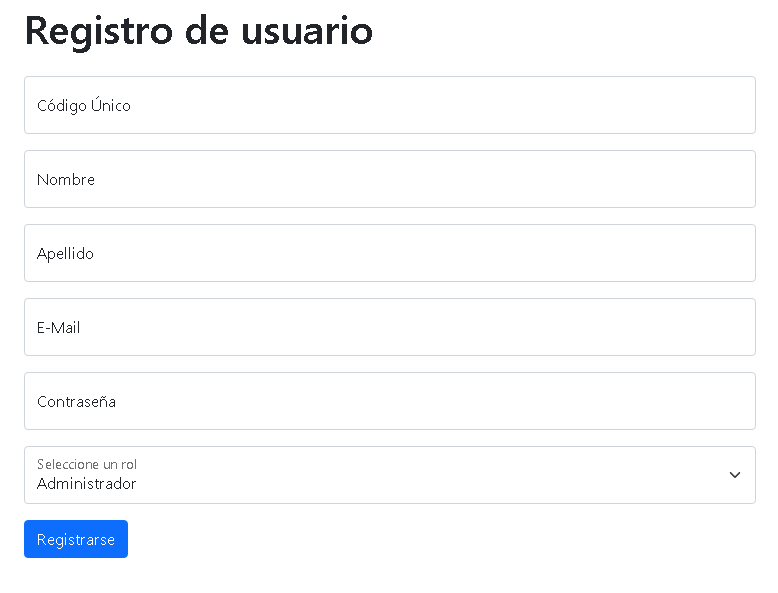 Registro de usuario
Código Único
Nombre
Apellido
E-Mail
Contraseña
Seleccione un rol
Administrador
Registrarse